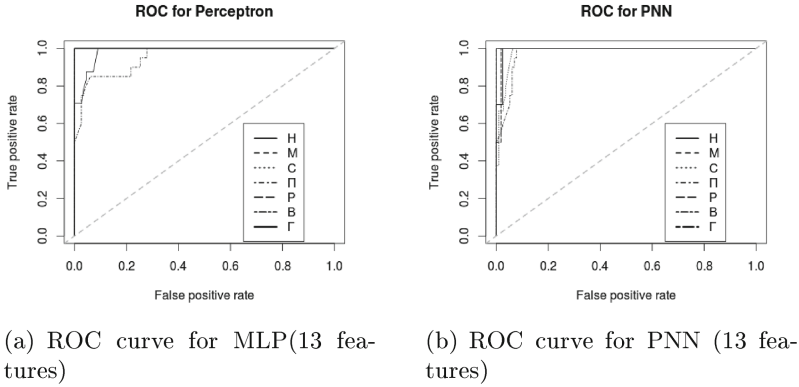 ROC for Perceptron
True positive rate
1.0
0.8
0.6
0.4
0.2
0.0
Н
М
С
П
Р
В
Г
0.0 0.2 0.4 0.6 0.8 1.0
False positive rate
(a) ROC curve for MLP(13 fea-
tures)
ROC for PNN
True positive rate
1.0
0.8
0.6
0.4
0.2
0.0
Н
М
С
П
Р
В
Г
0.0 0.2 0.4 0.6 0.8 1.0
False positive rate
(b) ROC curve for PNN (13 fea-
tures)